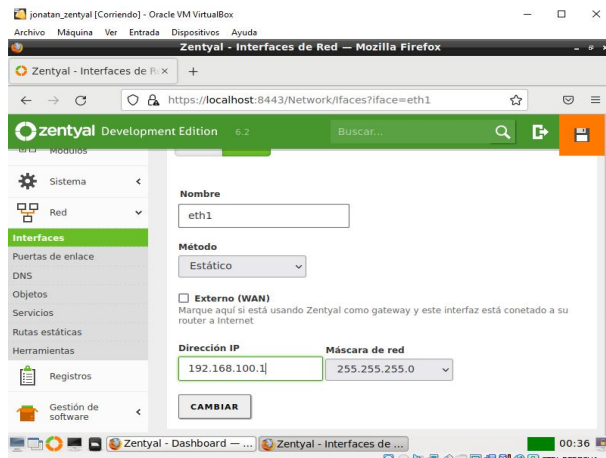 jonatan_zentyal [Corriendo] - Oracle VM VirtualBox
Archivo Máquina Ver Entrada Dispositivos Ayuda
Zentyal - Interfaces de Red — Mozilla Firefox
Zentyal - Interfaces de R
https://localhost:8443/Network/Ifaces?iface=eth1
zentyal Development Edition 6.2 Buscar...
Módulos
Sistema
Red
Interfaces
Puertas de enlace
DNS
Objetos
Servicios
Rutas estáticas
Herramientas
Registros
Gestión de
software
Nombre
eth1
Método
Estático
Externo (WAN)
Marque aquí si está usando Zentyal como gateway y este interfaz está conetado a su
router a Internet
Dirección IP Máscara de red
192.168.100.1 255.255.255.0
CAMBIAR
Zentyal - Dashboard — ... Zentyal - Interfaces de ... 00:36